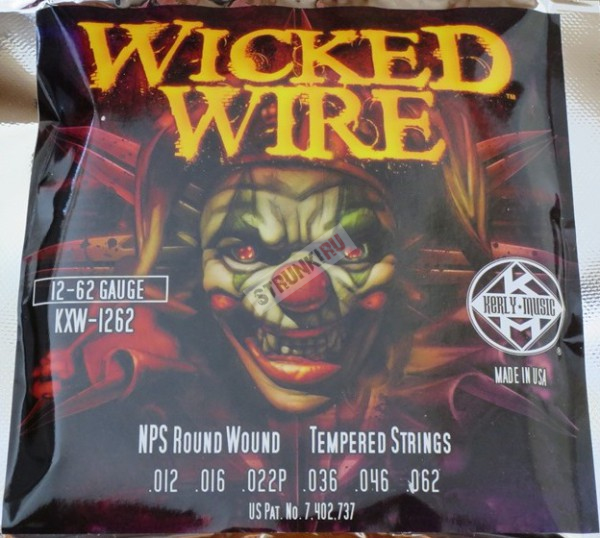 WICKED
WIRE
™
STRUNKI.RU
12-62 GAUGE
KXW-1262
K
KERLY•MUSIC
M
®
MADE IN USA
NPS ROUND WOUND TEMPERED STRINGS
.012 .016 .022P .036 .046 .062
US PAT. NO. 7.402.737